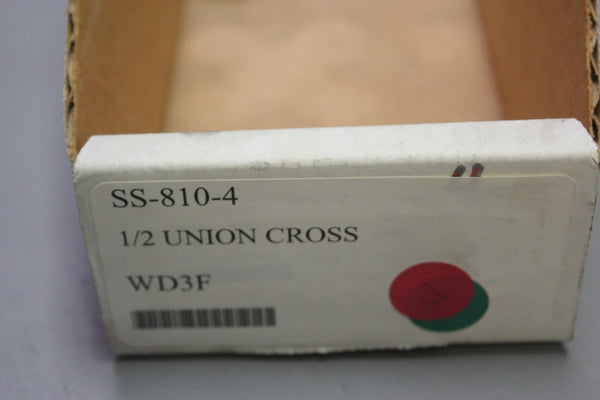 SS-810-4
1/2 UNION CROSS
WD3F